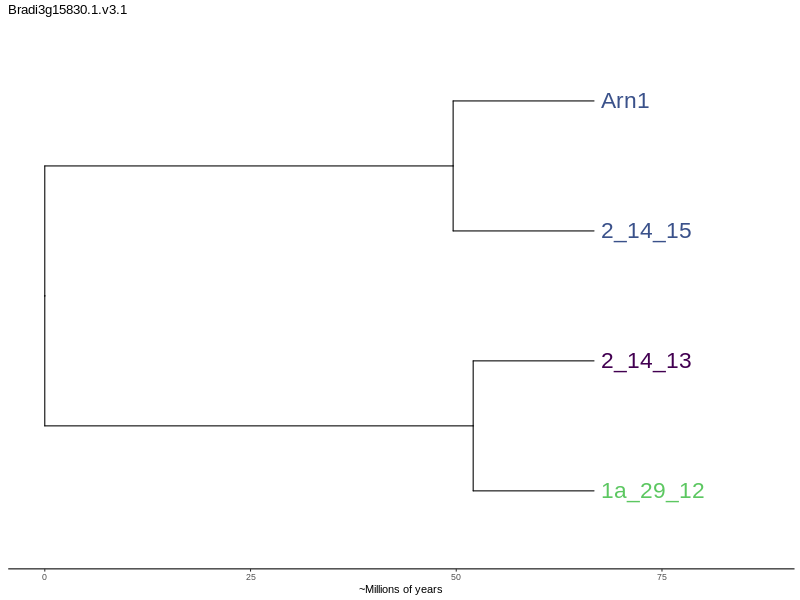 Bradi3g15830.1.v3.1
Arn1
2_14_15
2_14_13
1a_29_12
0 25 50 75
~Millions of years